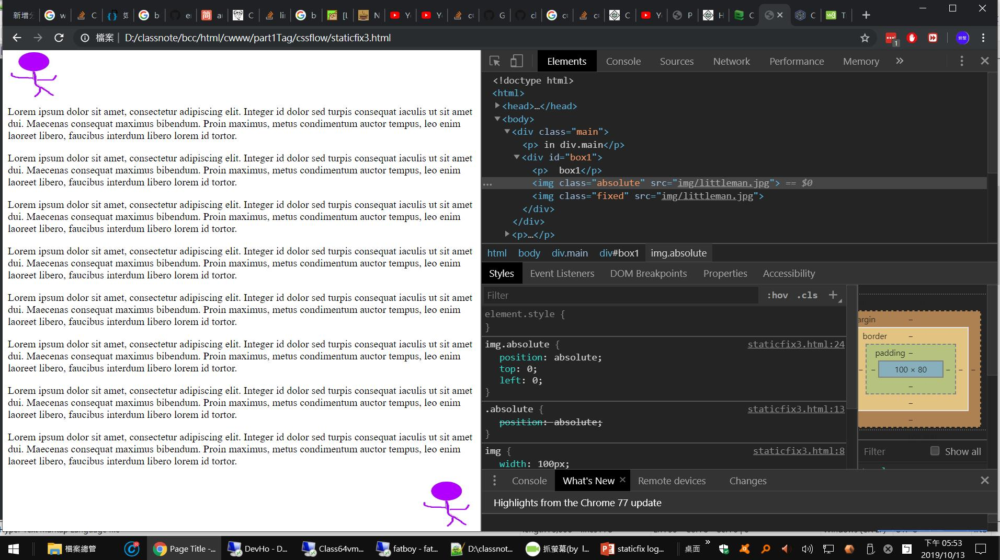 新增分
檔案 D:/classnote/bcc/html/cwww/part1Tag/cssflow/staticfix3.html
Lorem ipsum dolor sit amet, consectetur adipiscing elit. Integer id dolor sed turpis consequat iaculis ut sit amet
dui. Maecenas consequat maximus bibendum. Proin maximus, metus condimentum auctor tempus, leo enim
laoreet libero, faucibus interdum libero lorem id tortor.
Lorem ipsum dolor sit amet, consectetur adipiscing elit. Integer id dolor sed turpis consequat iaculis ut sit amet
dui. Maecenas consequat maximus bibendum. Proin maximus, metus condimentum auctor tempus, leo enim
laoreet libero, faucibus interdum libero lorem id tortor.
Lorem ipsum dolor sit amet, consectetur adipiscing elit. Integer id dolor sed turpis consequat iaculis ut sit amet
dui. Maecenas consequat maximus bibendum. Proin maximus, metus condimentum auctor tempus, leo enim
laoreet libero, faucibus interdum libero lorem id tortor.
Lorem ipsum dolor sit amet, consectetur adipiscing elit. Integer id dolor sed turpis consequat iaculis ut sit amet
dui. Maecenas consequat maximus bibendum. Proin maximus, metus condimentum auctor tempus, leo enim
laoreet libero, faucibus interdum libero lorem id tortor.
Lorem ipsum dolor sit amet, consectetur adipiscing elit. Integer id dolor sed turpis consequat iaculis ut sit amet
dui. Maecenas consequat maximus bibendum. Proin maximus, metus condimentum auctor tempus, leo enim
laoreet libero, faucibus interdum libero lorem id tortor.
Lorem ipsum dolor sit amet, consectetur adipiscing elit. Integer id dolor sed turpis consequat iaculis ut sit amet
dui. Maecenas consequat maximus bibendum. Proin maximus, metus condimentum auctor tempus, leo enim
laoreet libero, faucibus interdum libero lorem id tortor.
Lorem ipsum dolor sit amet, consectetur adipiscing elit. Integer id dolor sed turpis consequat iaculis ut sit amet
dui. Maecenas consequat maximus bibendum. Proin maximus, metus condimentum auctor tempus, leo enim
laoreet libero, faucibus interdum libero lorem id tortor.
Lorem ipsum dolor sit amet, consectetur adipiscing elit. Integer id dolor sed turpis consequat iaculis ut sit amet
dui. Maecenas consequat maximus bibendum. Proin maximus, metus condimentum auctor tempus, leo enim
laoreet libero, faucibus interdum libero lorem id tortor.
Elements Console Sources Network Performance Memory »
<!doctype html>
<html>
<head>…</head>
<body>
<div class="main">
<p> in div.main</p>
<div id="box1">
<p> box1</p>
<img class="absolute" src="img/littleman.jpg"> == $0
<img class="fixed" src="img/littleman.jpg">
</div>
</div>
<p>…</p>
html body div.main div#box1 img.absolute
Styles Event Listeners DOM Breakpoints Properties Accessibility
Filter :hov .cls +
element.style {
}
img.absolute { staticfix3.html:24
position: absolute;
top: 0;
left: 0;
}
.absolute { staticfix3.html:13
position: absolute;
}
img { staticfix3.html:8
width: 100px;
argin –
border –
padding –
– – 100 × 80 – – –
–
–
–
Filter Show all
Console What's New × Remote devices Changes
Highlights from the Chrome 77 update
檔案總管
Page Title -...
DevHo - D...
Class64vm...
fatboy - fat...
D:\classnot...
抓螢幕(by l...
staticfix log...
桌面 »
下午 05:53
2019/10/13